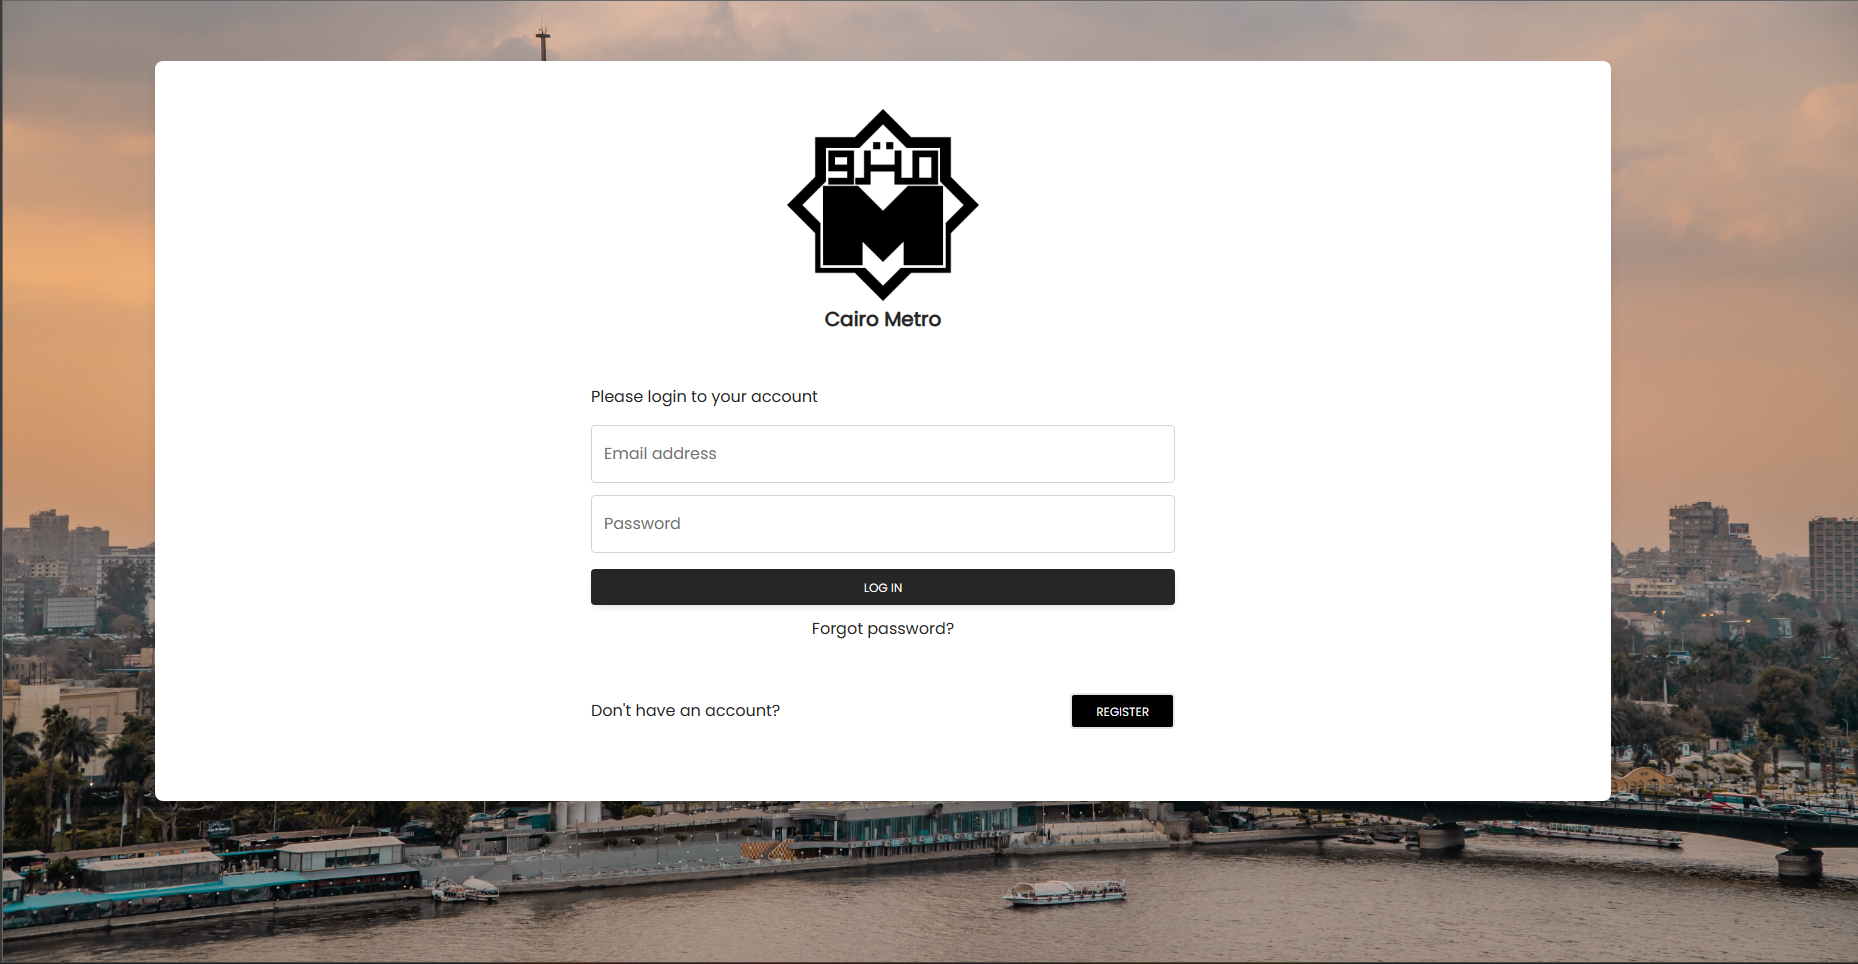 مترو
M
Cairo Metro
Please login to your account
Email address
Password
LOG IN
Forgot password?
Don't have an account?
REGISTER